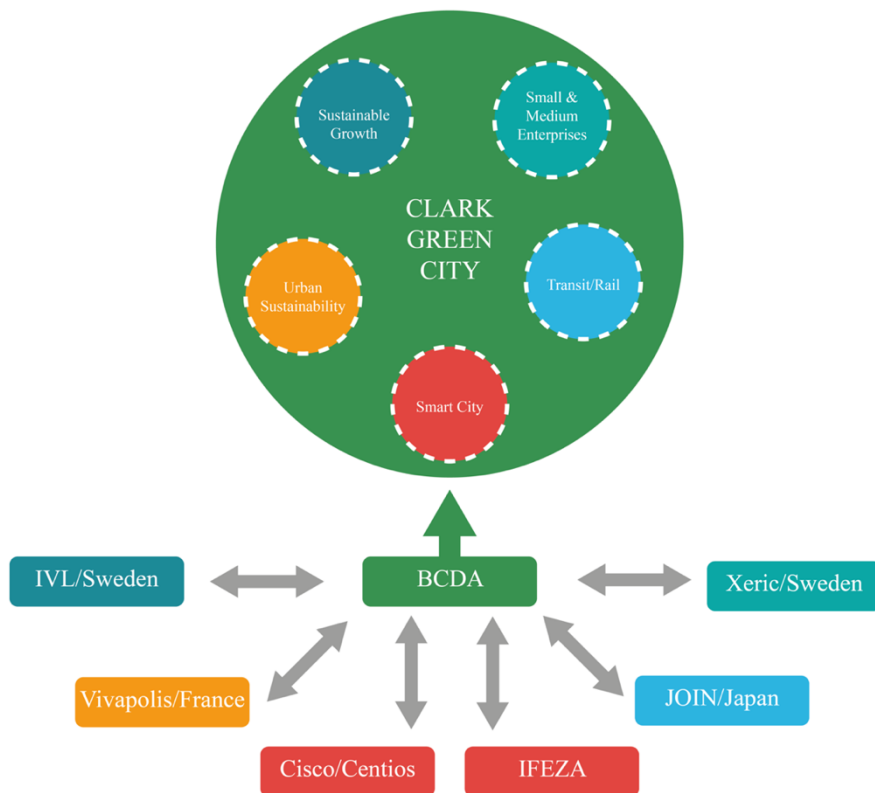 Sustainable
Growth
Small &
Medium
Enterprises
CLARK
GREEN
CITY
Urban
Sustainability
Transit/Rail
Smart City
IVL/Sweden
BCDA
Xeric/Sweden
Vivapolis/France
JOIN/Japan
Cisco/Centios
IFEZA